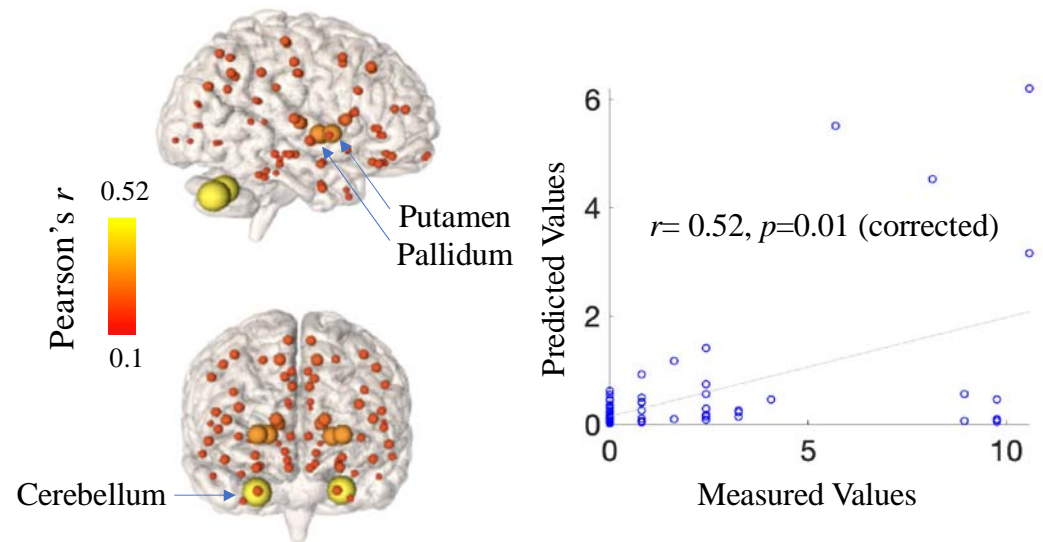 Pearson's r
0.52
0.1
Putamen
Pallidum
Cerebellum
Predicted Values
6
4
2
0
r= 0.52, p=0.01 (corrected)
0
5
10
Measured Values